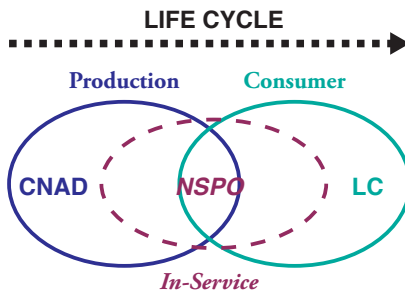 LIFE CYCLE
Production Consumer
CNAD NSPO LC
In-Service